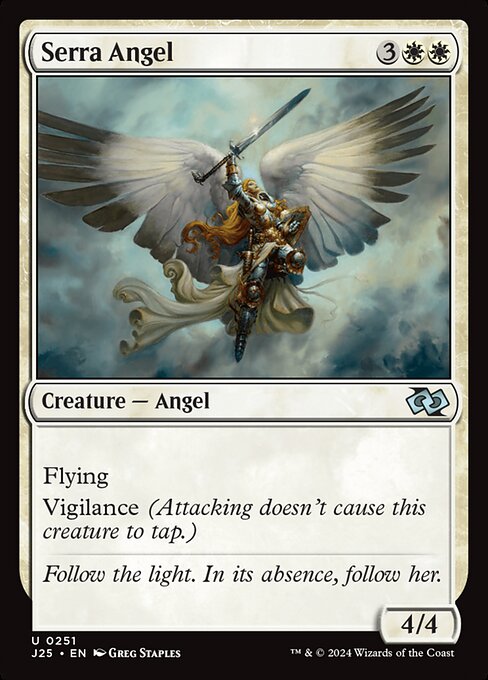 Serra Angel 3
Creature — Angel
Flying
Vigilance (Attacking doesn't cause this
creature to tap.)
Follow the light. In its absence, follow her.
4/4
U 0251
J25 • EN Greg Staples
™ & © 2024 Wizards of the Coast